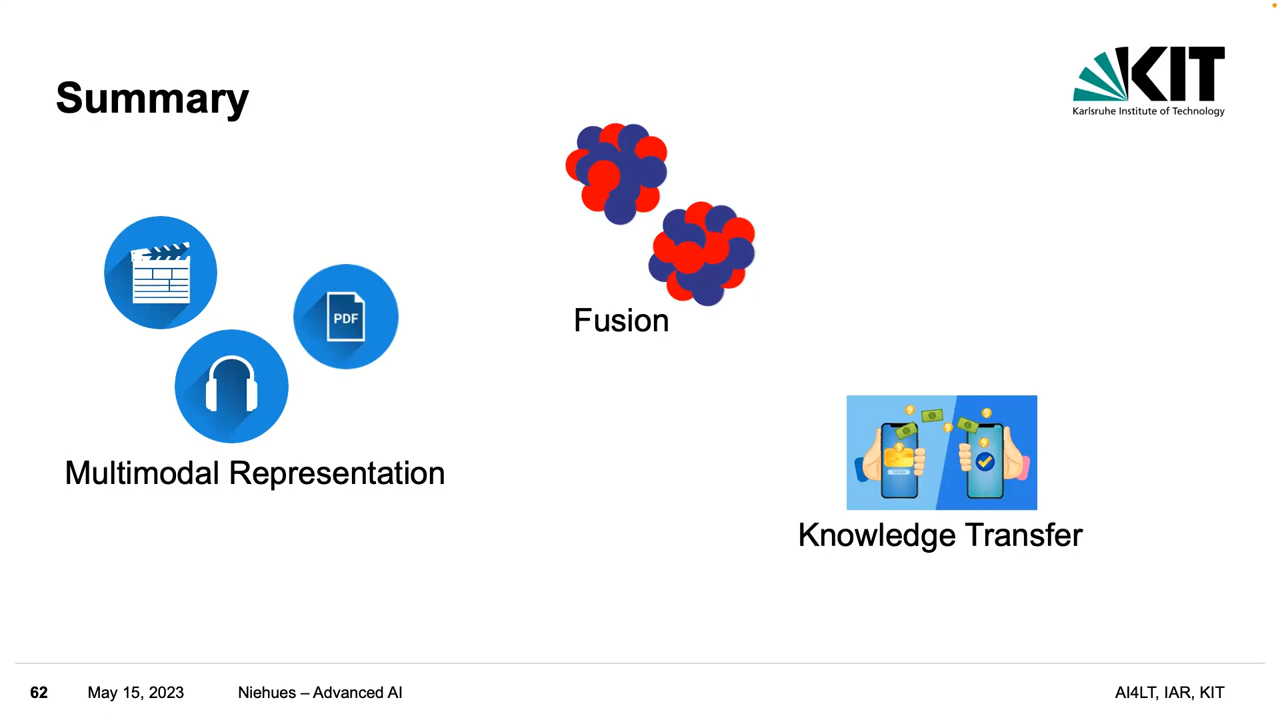 Summary
KIT
Karlsruhe Institute of Technology
PDF
Fusion
Multimodal Representation
Knowledge Transfer
62 May 15, 2023 Niehues – Advanced AI AI4LT, IAR, KIT